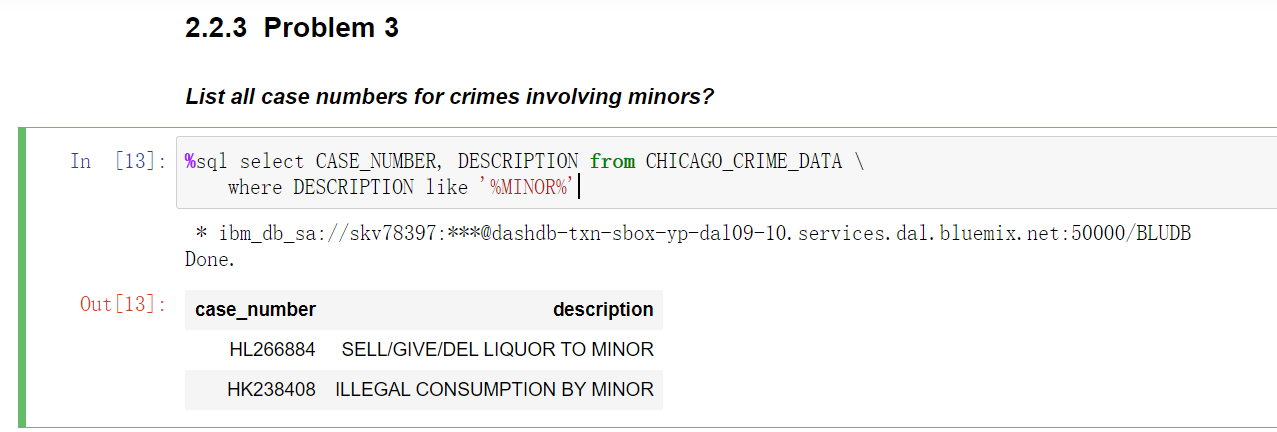 2.2.3 Problem 3
List all case numbers for crimes involving minors?
In [13]: %sql select CASE_NUMBER, DESCRIPTION from CHICAGO_CRIME_DATA \
where DESCRIPTION like '%MINOR%'
* ibm_db_sa://skv78397:***@dashdb-txn-sbox-yp-dal09-10.services.dal.bluemix.net:50000/BLUDB
Done.
Out[13]:
case_number description
HL266884 SELL/GIVE/DEL LIQUOR TO MINOR
HK238408 ILLEGAL CONSUMPTION BY MINOR